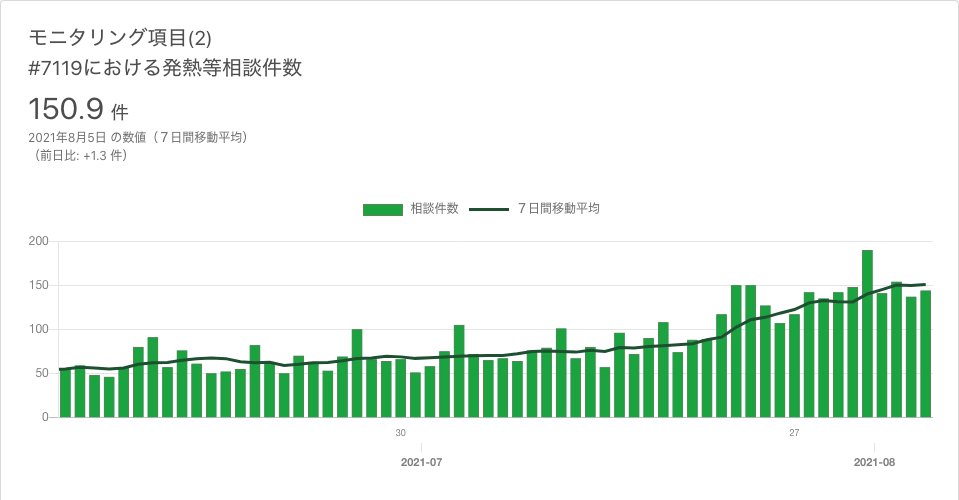 モニタリング項目(2)
#7119における発熱等相談件数
150.9 件
2021年8月5日 の数値（７日間移動平均）
（前日比: +1.3 件）
相談件数 ７日間移動平均
200
150
100
50
0
30 27
2021-07 2021-08